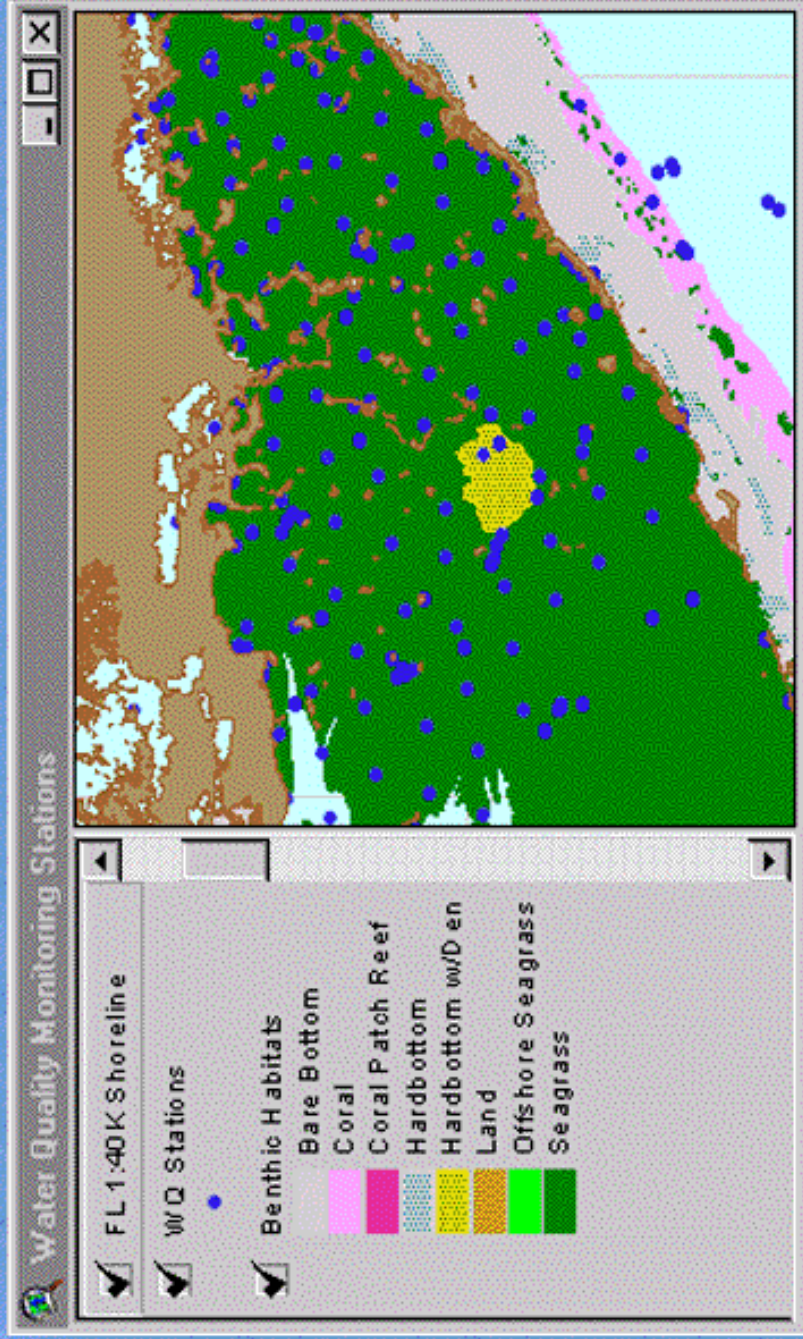 Water Quality Monitoring Stations
FL 1:40K Shoreline
WQ Stations
Benthic Habitats
Bare Bottom
Coral
Coral Patch Reef
Hardbottom
Hardbottom w/Den
Land
Offshore Seagrass
Seagrass